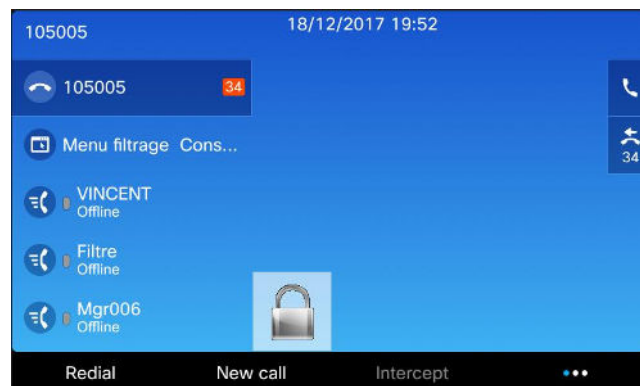 105005
18/12/2017 19:52
105005 34
Menu filtrage Cons...
34
VINCENT
Offline
Filtre
Offline
Mgr006
Offline
Redial New call Intercept